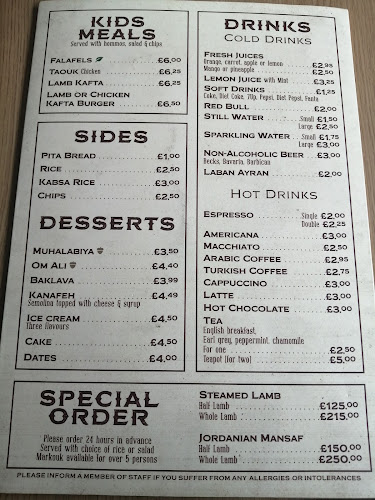 KIDS
MEALS
Served with hommos, salad & chips
FALAFELS £6.00
TAOUK Chicken £6.25
LAMB KAFTA £6.25
LAMB OR CHICKEN
KAFTA BURGER £6.50
SIDES
PITA BREAD £1.00
RICE £2.50
KABSA RICE £3.00
CHIPS £2.50
DESSERTS
MUHALABIYA £3.50
OM ALI £4.40
BAKLAVA £3.99
KANAFEH £4.49
Semolina topped with cheese & syrup
ICE CREAM £4.50
Three flavours
CAKE £4.50
DATES £4.00
DRINKS
COLD DRINKS
FRESH JUICES
Orange, carrot, apple or lemon £2.95
Mango or pineapple £2.50
LEMON JUICE with Mint £3.25
SOFT DRINKS £1.25
Coke, Diet Coke, 7Up, Pepsi, Diet Pepsi, Fanta
RED BULL £2.00
STILL WATER Small £1.50
Large £2.50
SPARKLING WATER Small £1.75
Large £3.00
NON-ALCOHOLIC BEER £3.00
Becks, Bavaria, Barbican
LABAN AYRAN £2.00
HOT DRINKS
ESPRESSO Single £2.00
Double £2.25
AMERICANA £3.00
MACCHIATO £2.50
ARABIC COFFEE £2.95
TURKISH COFFEE £2.75
CAPPUCCINO £3.00
LATTE £3.00
HOT CHOCOLATE £3.00
TEA
English breakfast,
Earl grey, peppermint, chamomile
For one £2.50
Teapot (for two) £5.00
SPECIAL
ORDER
Please order 24 hours in advance
Served with choice of rice or salad
Markouk available for over 5 persons
STEAMED LAMB
Half Lamb £125.00
Whole Lamb £215.00
JORDANIAN MANSAF
Half Lamb £150.00
Whole Lamb £250.00
PLEASE INFORM A MEMBER OF STAFF IF YOU SUFFER FROM ANY ALLERGIES OR INTOLERANCES